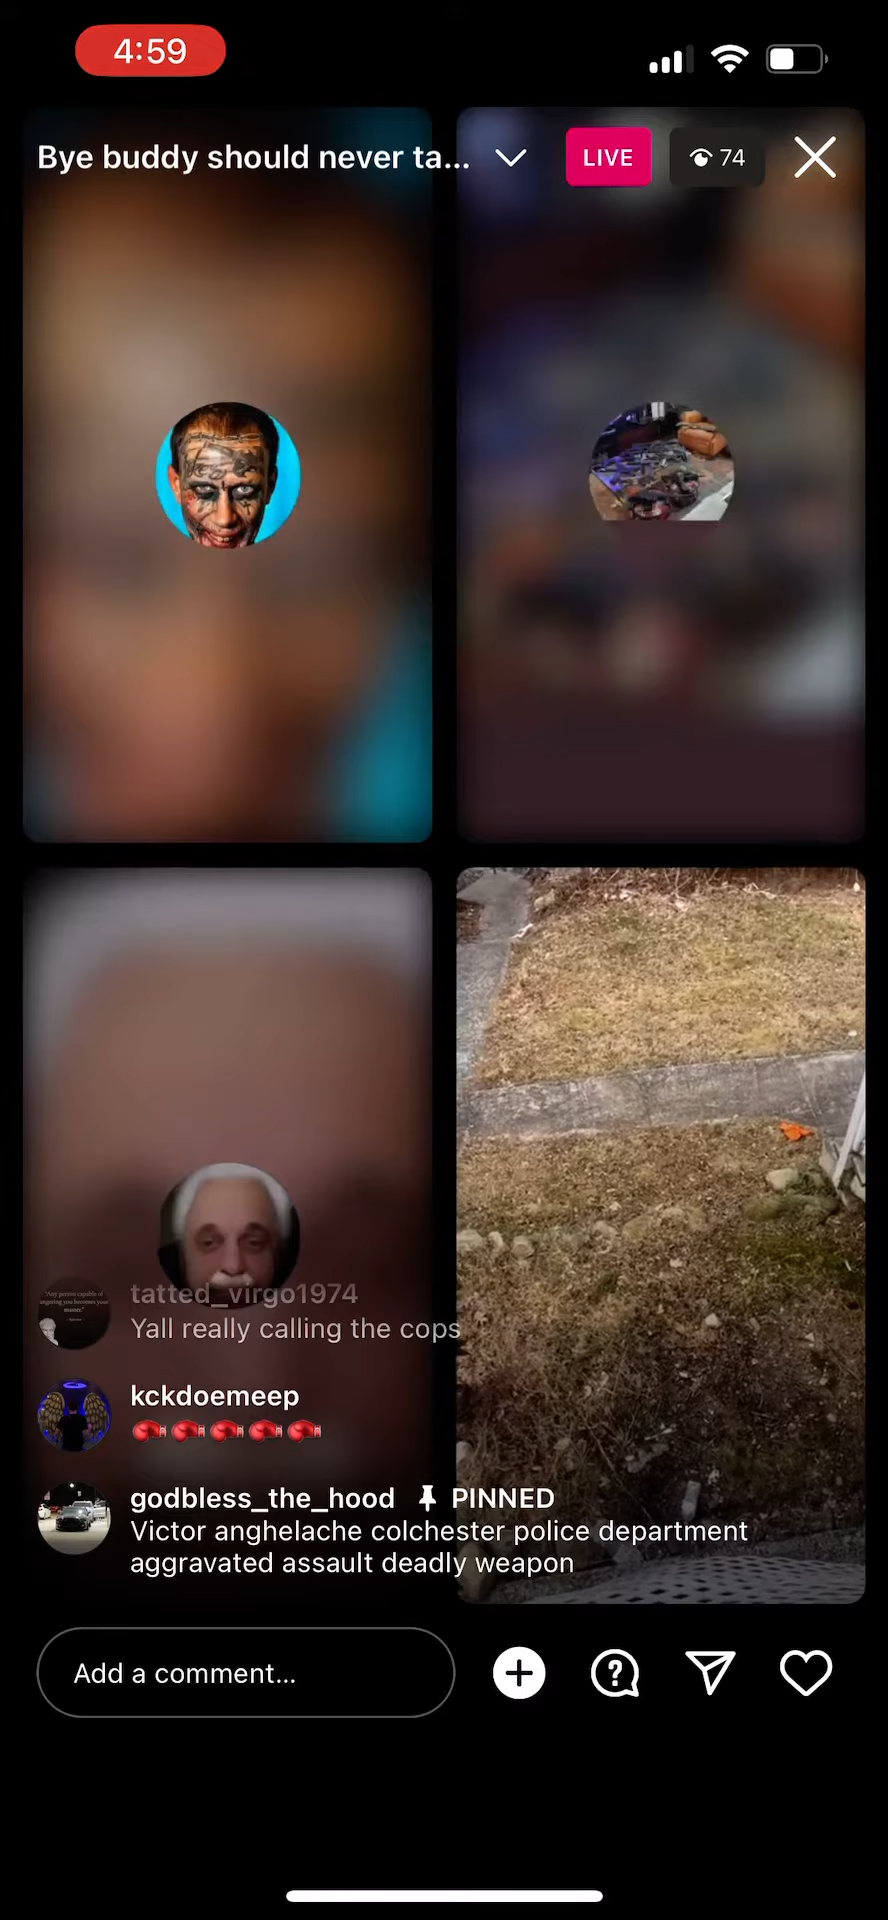 4:59
Bye buddy should never ta...
LIVE
74
tatted_virgo1974
Yall really calling the cops
kckdoemeep
godbless_the_hood PINNED
Victor anghelache colchester police department
aggravated assault deadly weapon
Add a comment...